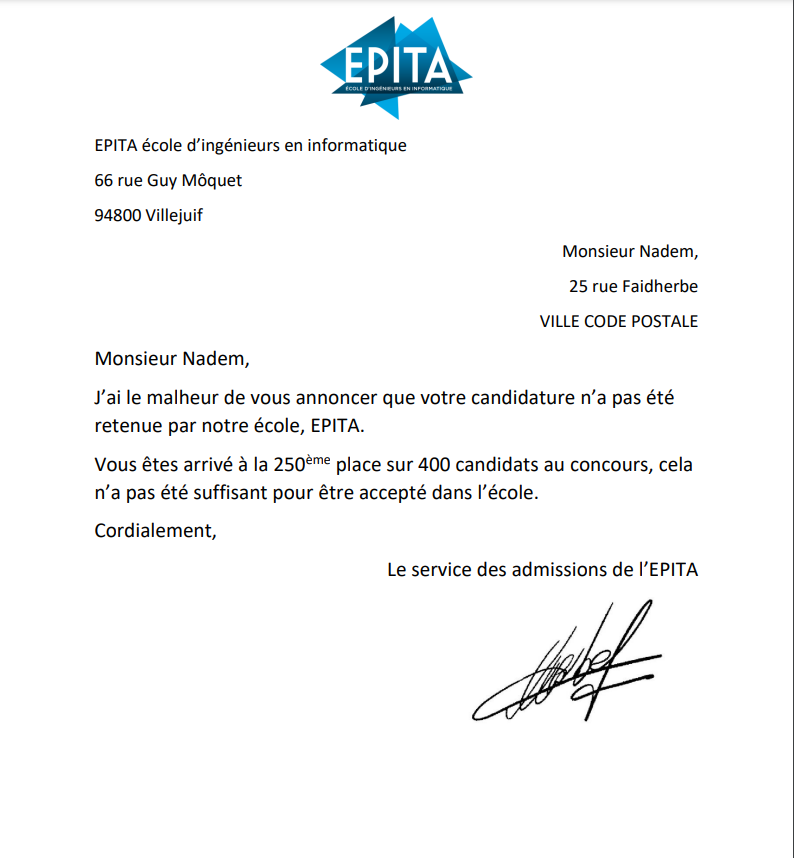 EPITA
ÉCOLE D'INGÉNIEURS EN INFORMATIQUE
EPITA école d’ingénieurs en informatique
66 rue Guy Môquet
94800 Villejuif
Monsieur Nadem,
25 rue Faidherbe
VILLE CODE POSTALE
Monsieur Nadem,
J’ai le malheur de vous annoncer que votre candidature n’a pas été
retenue par notre école, EPITA.
Vous êtes arrivé à la 250ème place sur 400 candidats au concours, cela
n’a pas été suffisant pour être accepté dans l’école.
Cordialement,
Le service des admissions de l’EPITA